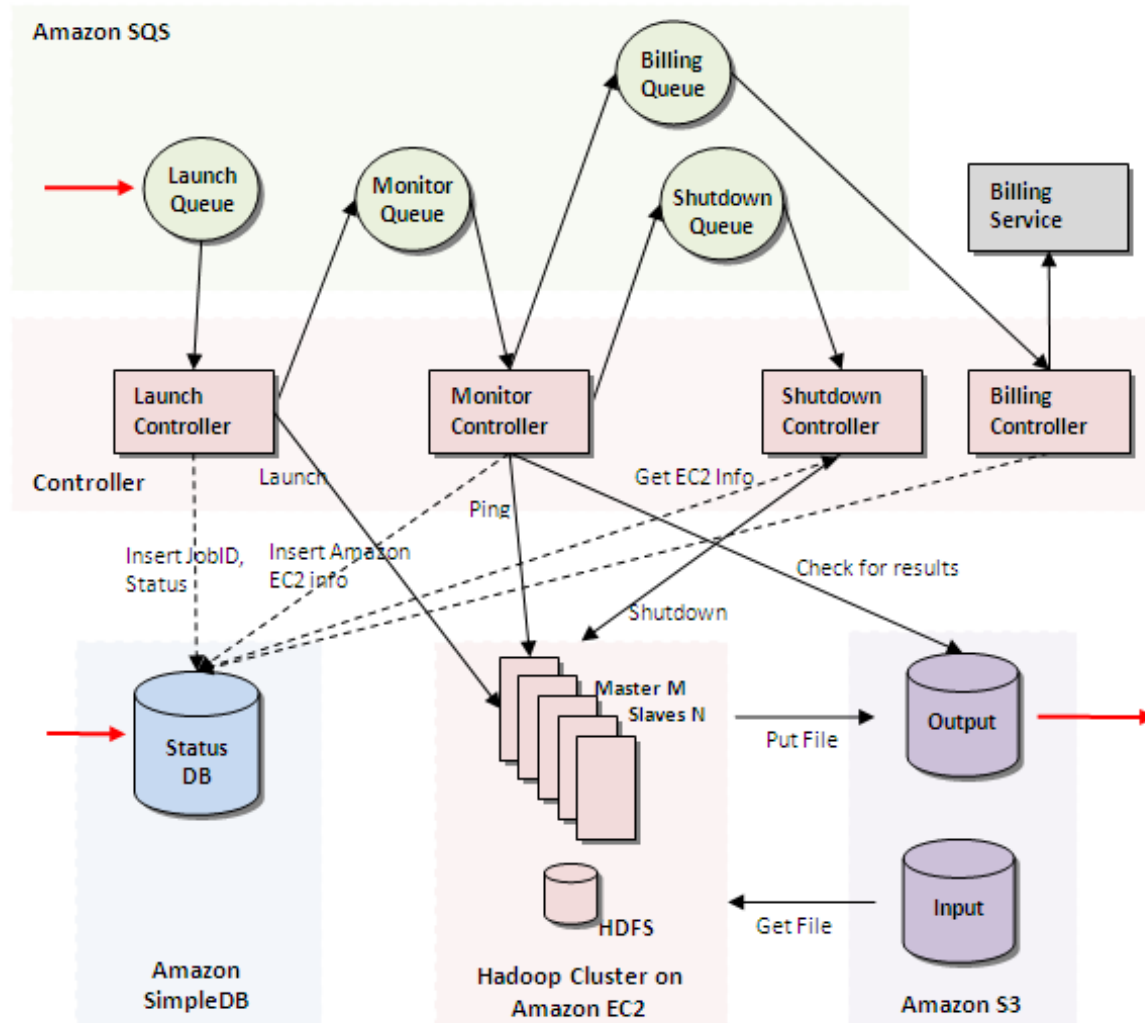 Amazon SQS
Billing
Queue
Launch
Queue
Monitor
Queue
Shutdown
Queue
Billing
Service
Launch
Controller
Monitor
Controller
Shutdown
Controller
Billing
Controller
Controller
Launch
Ping
Get EC2 Info
Insert JobID,
Status
Insert Amazon
EC2 info
Check for results
Shutdown
Master M
Slaves N
Status
DB
Put File
Output
HDFS
Get File
Input
Amazon
SimpleDB
Hadoop Cluster on
Amazon EC2
Amazon S3